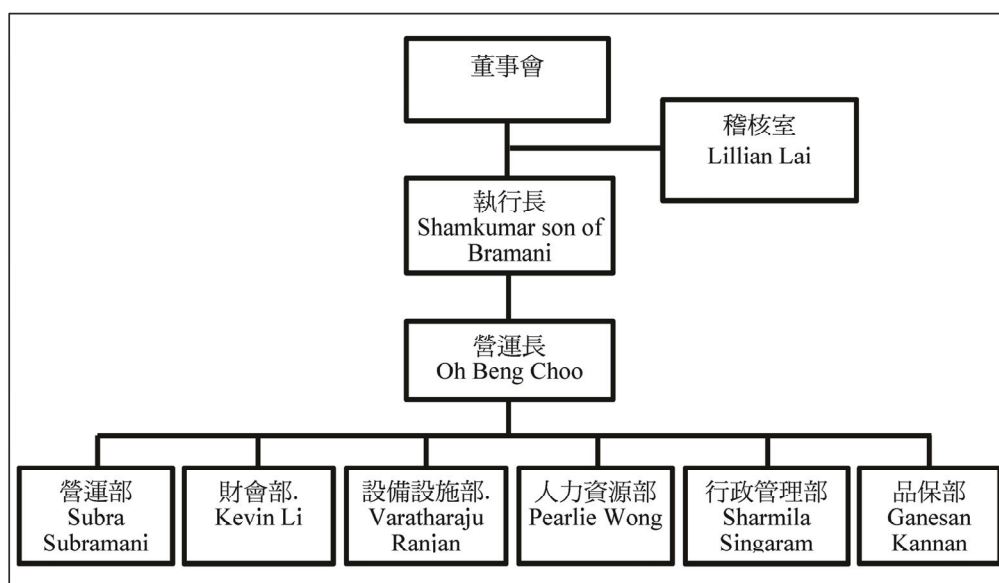 董事會
稽核室
Lillian Lai
執行長
Shamkumar son of
Bramani
營運長
Oh Beng Choo
營運部
Subra
Subramani
財會部.
Kevin Li
設備設施部.
Varatharaju
Ranjan
人力資源部
Pearlie Wong
行政管理部
Sharmila
Singaram
品保部
Ganesan
Kannan